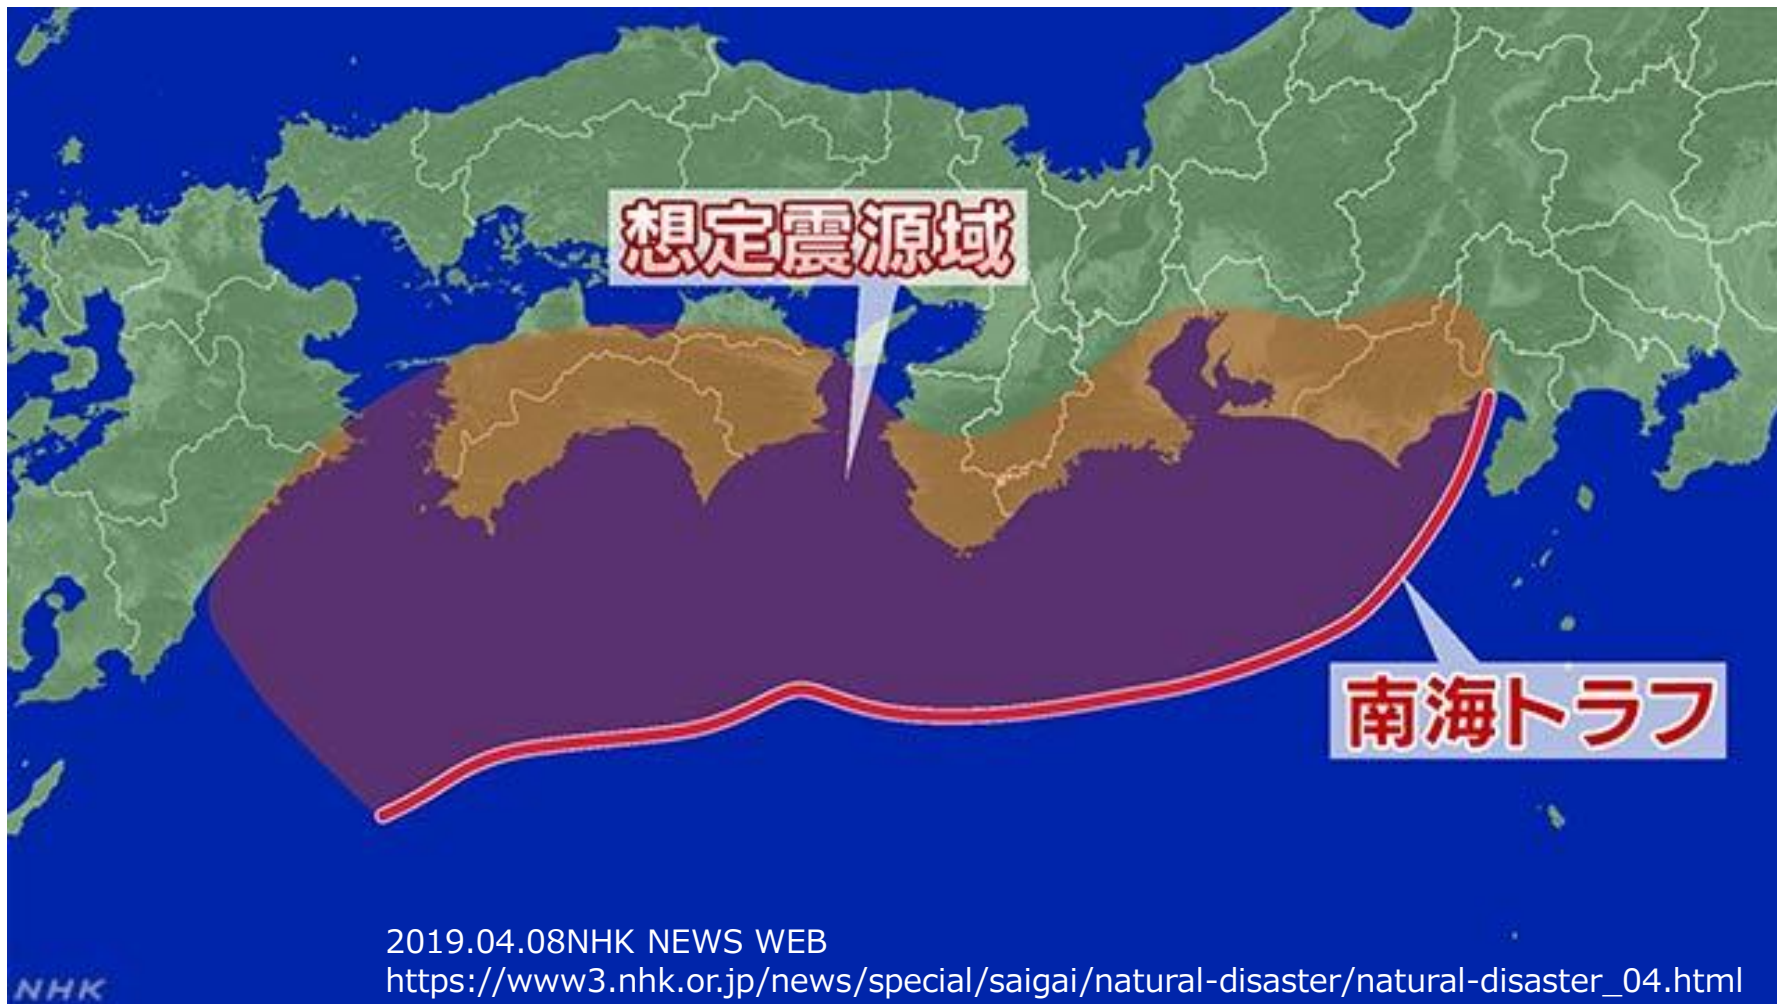 想定震源域
南海トラフ
2019.04.08NHK NEWS WEB
https://www3.nhk.or.jp/news/special/saigai/natural-disaster/natural-disaster_04.html
NHK